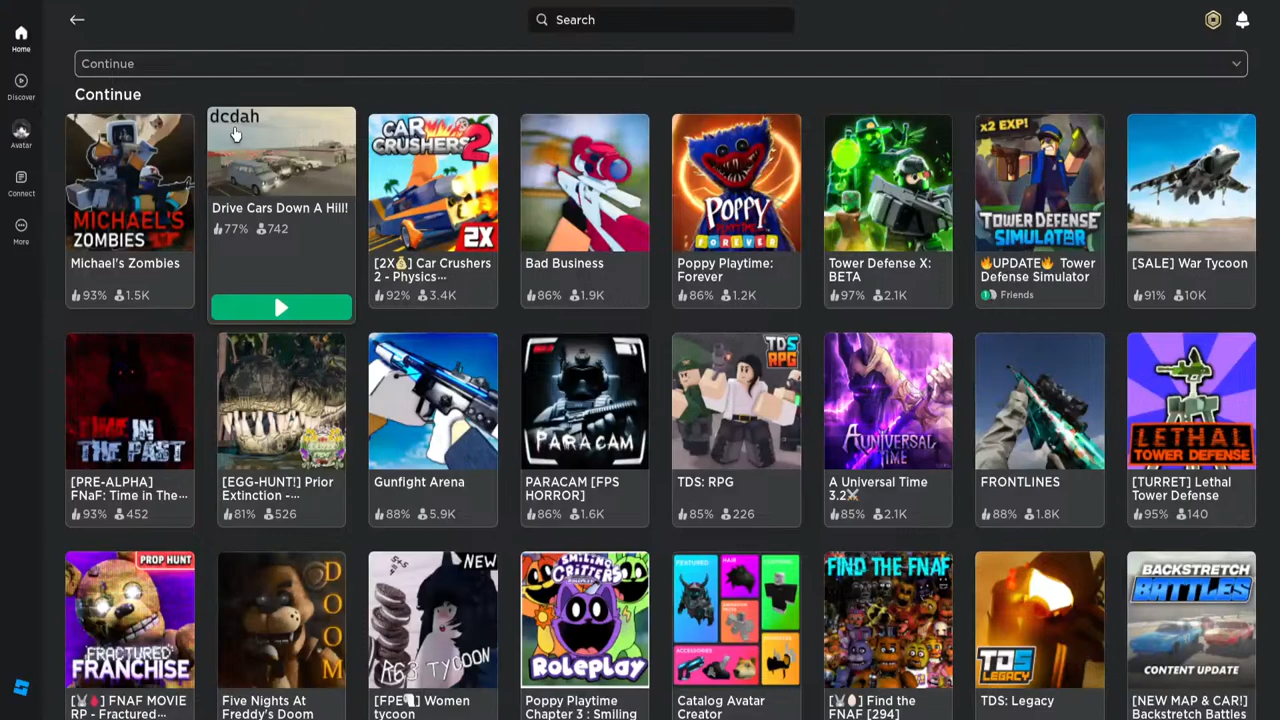 Search
Home
Discover
Avatar
Connect
More
Continue
Continue
MICHAEL'S
ZOMBIES
Michael's Zombies
93% 1.5K
dcdah
Drive Cars Down A Hill!
77% 742
CAR
CRUSHERS 2
2X
[2X💰] Car Crushers
2 - Physics...
92% 3.4K
Bad Business
86% 1.9K
POPPY
PLAYTIME
FOREVER
Poppy Playtime:
Forever
86% 1.2K
Tower Defense X:
BETA
97% 2.1K
x2 EXP!
TOWER DEFENSE
SIMULATOR
🔥UPDATE🔥 Tower
Defense Simulator
1 Friends
[SALE] War Tycoon
91% 10K
TIME IN
THE PAST
[PRE-ALPHA]
FNaF: Time in The...
93% 452
[EGG-HUNT!] Prior
Extinction -...
81% 526
Gunfight Arena
88% 5.9K
PARACAM
PARACAM [FPS
HORROR]
86% 1.6K
TDS
RPG
TDS: RPG
85% 226
A UNIVERSAL
TIME
A Universal Time
3.2⚔️
85% 2.1K
FRONTLINES
88% 1.8K
LETHAL
TOWER DEFENSE
[TURRET] Lethal
Tower Defense
95% 140
PROP HUNT
FRACTURED
FRANCHISE
[🐰🩸] FNAF MOVIE
RP - Fractured...
DOOM
Five Nights At
Freddy's Doom
NEW
R63 TYCOON
[FPE] Women
tycoon
SMILING
CRITTERS
ROLEPLAY
Poppy Playtime
Chapter 3 : Smiling
FEATURED:
HAIR
ACCESSORIES
Catalog Avatar
Creator
FIND THE FNAF
[🐰🥚] Find the
FNAF [294]
TDS
LEGACY
TDS: Legacy
BACKSTRETCH
BATTLES
CONTENT UPDATE
[NEW MAP & CAR!]
Backstretch Battles